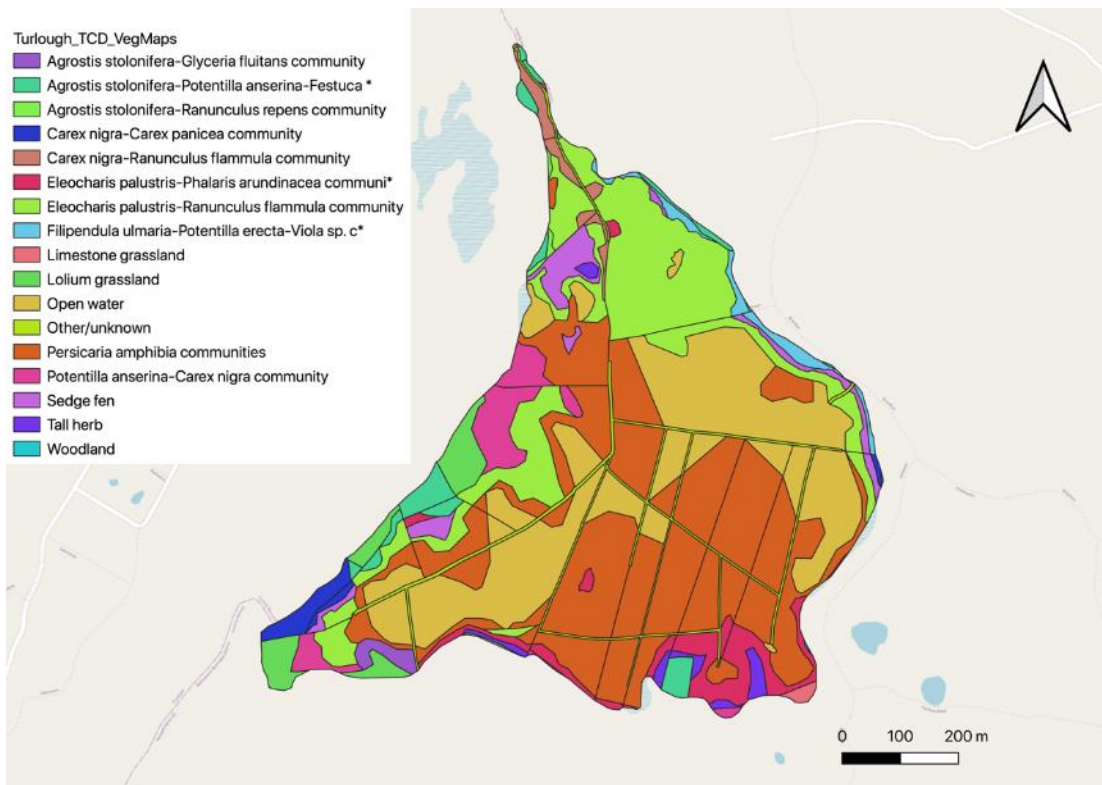 Turlough_TCD_VegMaps
Agrostis stolonifera-Glyceria fluitans community
Agrostis stolonifera-Potentilla anserina-Festuca *
Agrostis stolonifera-Ranunculus repens community
Carex nigra-Carex panicea community
Carex nigra-Ranunculus flammula community
Eleocharis palustris-Phalaris arundinacea communi*
Eleocharis palustris-Ranunculus flammula community
Filipendula ulmaria-Potentilla erecta-Viola sp. c*
Limestone grassland
Lolium grassland
Open water
Other/unknown
Persicaria amphibia communities
Potentilla anserina-Carex nigra community
Sedge fen
Tall herb
Woodland
0 100 200 m